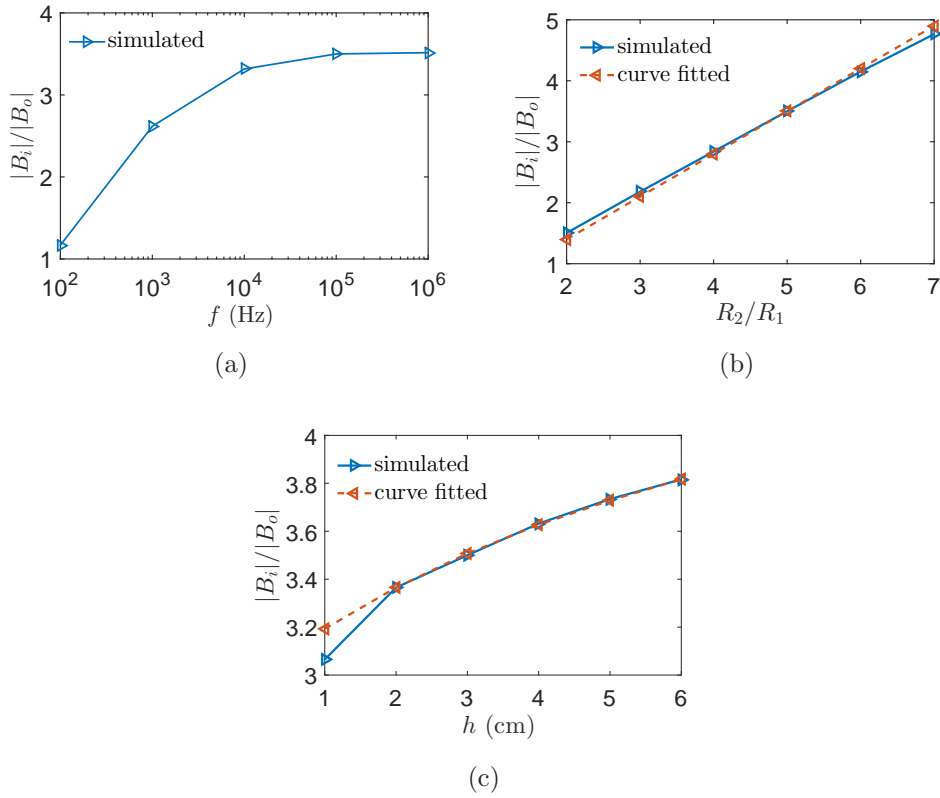 4
3
2
1
simulated
|B_i|/|B_o|
10^2 10^3 10^4 10^5 10^6
f (Hz)
(a)
5
4
3
2
1
simulated
curve fitted
|B_i|/|B_o|
2 3 4 5 6 7
R_2/R_1
(b)
4
3.8
3.6
3.4
3.2
3
simulated
curve fitted
|B_i|/|B_o|
1 2 3 4 5 6
h (cm)
(c)